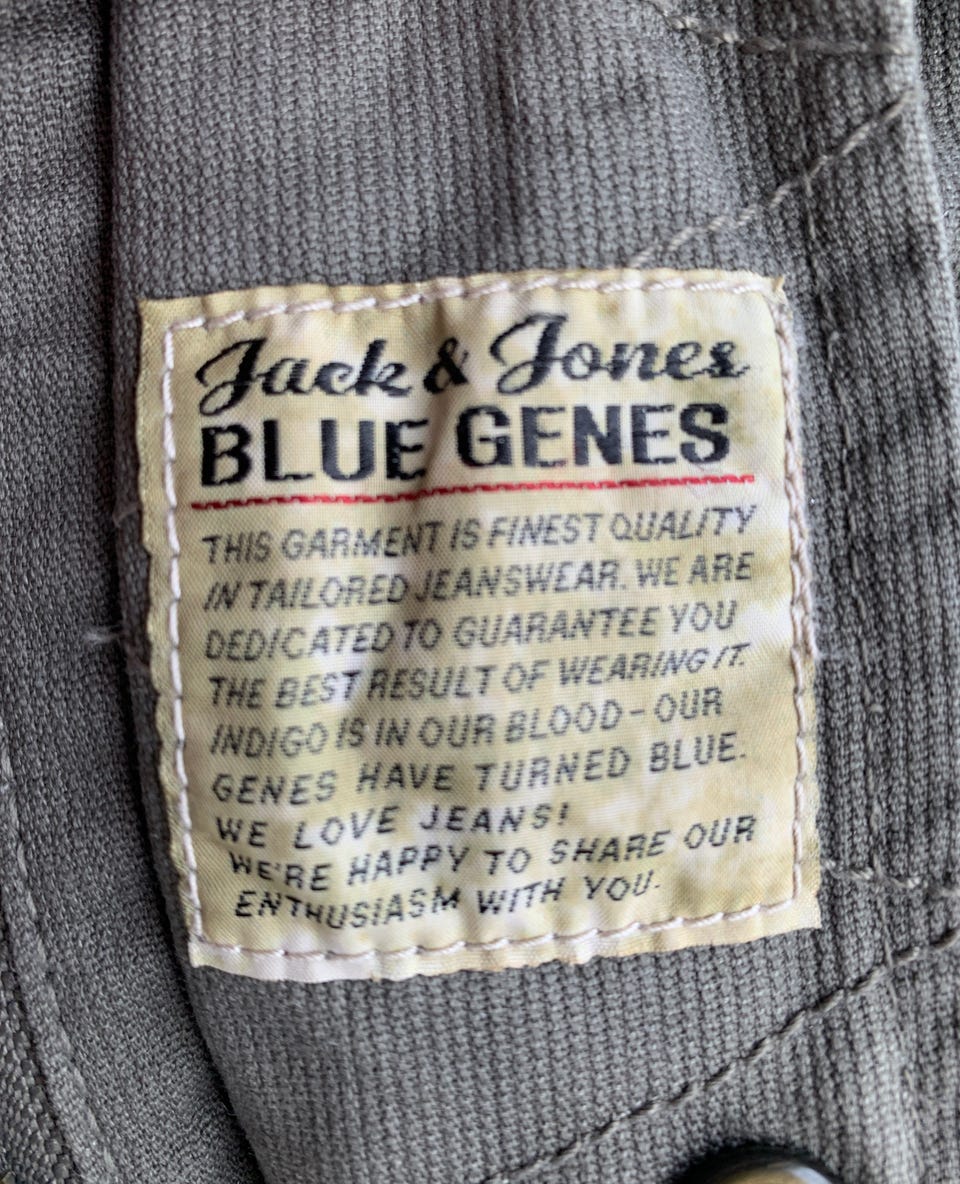 Jack & Jones
BLUE GENES
THIS GARMENT IS FINEST QUALITY
IN TAILORED JEANSWEAR. WE ARE
DEDICATED TO GUARANTEE YOU
THE BEST RESULT OF WEARING IT.
INDIGO IS IN OUR BLOOD - OUR
GENES HAVE TURNED BLUE.
WE LOVE JEANS!
WE'RE HAPPY TO SHARE OUR
ENTHUSIASM WITH YOU.